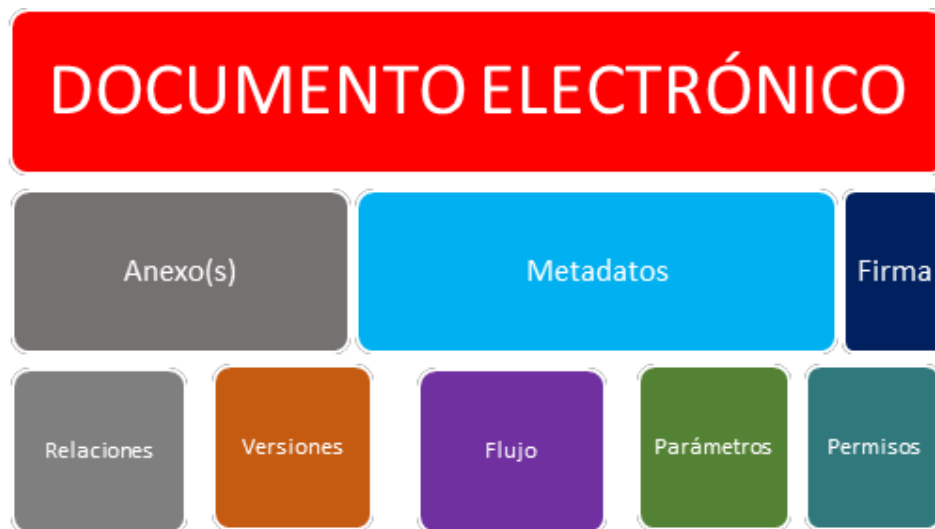 DOCUMENTO ELECTRÓNICO
Anexo(s)
Metadatos
Firma
Relaciones
Versiones
Flujo
Parámetros
Permisos